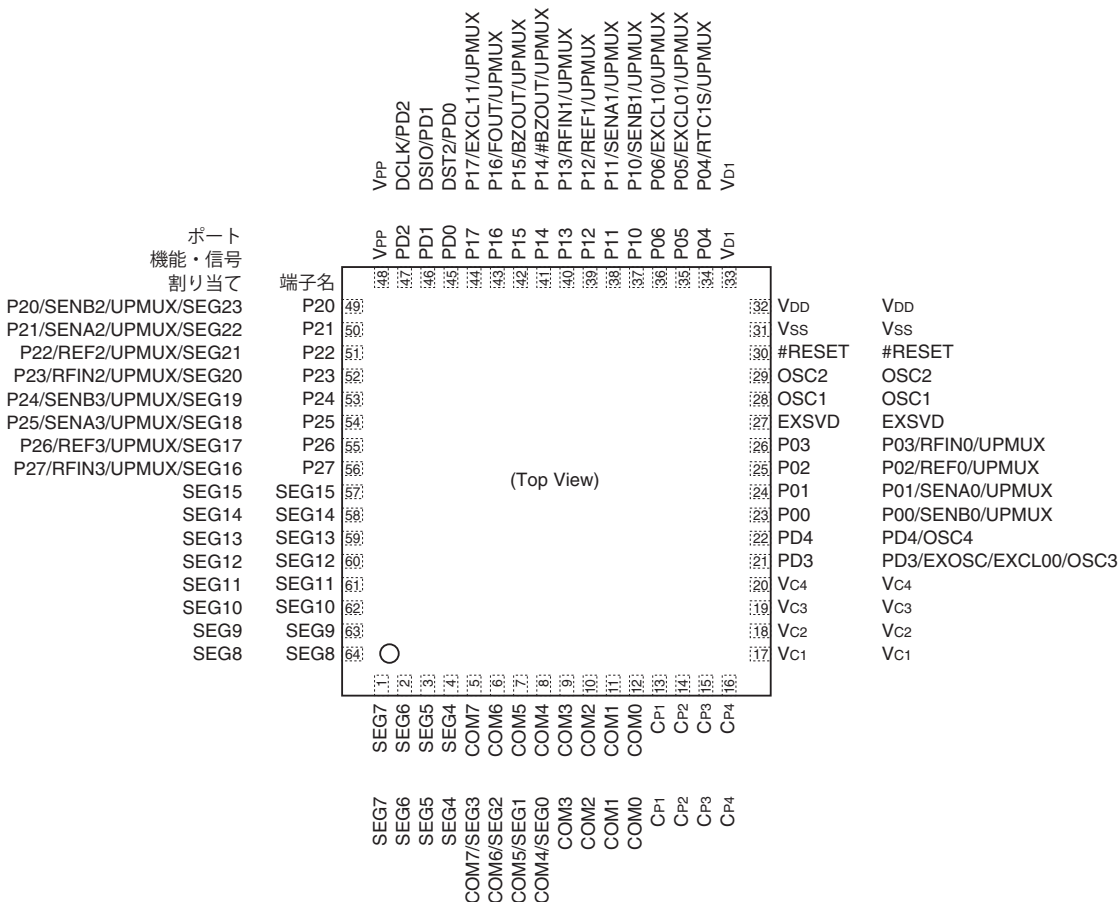 VPP
DCLK/PD2
DSIO/PD1
DST2/PD0
P17/EXCL11/UPMUX
P16/FOUT/UPMUX
P15/BZOUT/UPMUX
P14/#BZOUT/UPMUX
P13/RFIN1/UPMUX
P12/REF1/UPMUX
P11/SENA1/UPMUX
P10/SENB1/UPMUX
P06/EXCL10/UPMUX
P05/EXCL01/UPMUX
P04/RTC1S/UPMUX
VD1
VPP
PD2
PD1
PD0
P17
P16
P15
P14
P13
P12
P11
P10
P06
P05
P04
VD1
ポート
機能・信号
割り当て 端子名
48 47 46 45 44 43 42 41 40 39 38 37 36 35 34 33
P20/SENB2/UPMUX/SEG23 P20 49
P21/SENA2/UPMUX/SEG22 P21 50
P22/REF2/UPMUX/SEG21 P22 51
P23/RFIN2/UPMUX/SEG20 P23 52
P24/SENB3/UPMUX/SEG19 P24 53
P25/SENA3/UPMUX/SEG18 P25 54
P26/REF3/UPMUX/SEG17 P26 55
P27/RFIN3/UPMUX/SEG16 P27 56
SEG15 SEG15 57
SEG14 SEG14 58
SEG13 SEG13 59
SEG12 SEG12 60
SEG11 SEG11 61
SEG10 SEG10 62
SEG9 SEG9 63
SEG8 SEG8 64
(Top View)
32 VDD VDD
31 VSS VSS
30 #RESET #RESET
29 OSC2 OSC2
28 OSC1 OSC1
27 EXSVD EXSVD
26 P03 P03/RFIN0/UPMUX
25 P02 P02/REF0/UPMUX
24 P01 P01/SENA0/UPMUX
23 P00 P00/SENB0/UPMUX
22 PD4 PD4/OSC4
21 PD3 PD3/EXOSC/EXCL00/OSC3
20 VC4 VC4
19 VC3 VC3
18 VC2 VC2
17 VC1 VC1
1 2 3 4 5 6 7 8 9 10 11 12 13 14 15 16
SEG7
SEG6
SEG5
SEG4
COM7
COM6
COM5
COM4
COM3
COM2
COM1
COM0
CP1
CP2
CP3
CP4
SEG7
SEG6
SEG5
SEG4
COM7/SEG3
COM6/SEG2
COM5/SEG1
COM4/SEG0
COM3
COM2
COM1
COM0
CP1
CP2
CP3
CP4